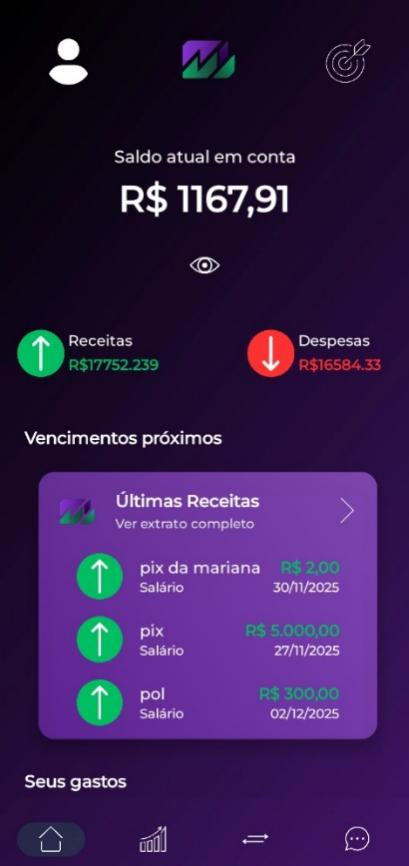 Saldo atual em conta
R$ 1167,91
Receitas
R$17752.239
Despesas
R$16584.33
Vencimentos próximos
Últimas Receitas
Ver extrato completo
pix da mariana R$ 2,00
Salário 30/11/2025
pix R$ 5.000,00
Salário 27/11/2025
pol R$ 300,00
Salário 02/12/2025
Seus gastos